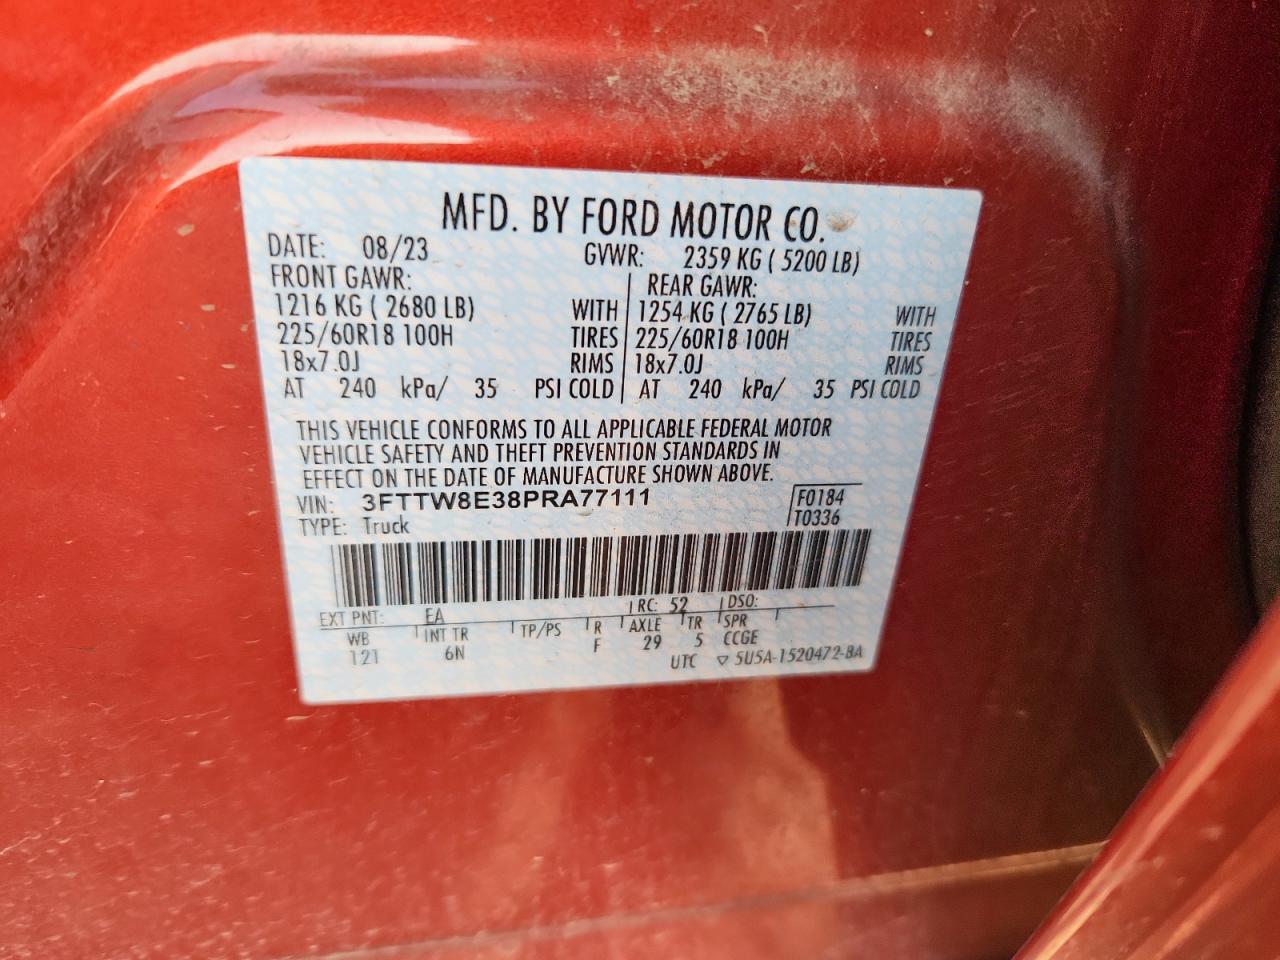 MFD. BY FORD MOTOR CO.
DATE: 08/23 GVWR: 2359 KG ( 5200 LB)
FRONT GAWR: REAR GAWR:
1216 KG ( 2680 LB) WITH 1254 KG ( 2765 LB) WITH
225/60R18 100H TIRES 225/60R18 100H TIRES
18x7.0J RIMS 18x7.0J RIMS
AT 240 kPa/ 35 PSI COLD AT 240 kPa/ 35 PSI COLD
THIS VEHICLE CONFORMS TO ALL APPLICABLE FEDERAL MOTOR
VEHICLE SAFETY AND THEFT PREVENTION STANDARDS IN
EFFECT ON THE DATE OF MANUFACTURE SHOWN ABOVE.
VIN: 3FTTW8E38PRA77111 F0184
TYPE: Truck T0336
EXT PNT: EA RC: 52 DSO:
WB INT TR TP/PS R AXLE TR SPR
121 6N F 29 5 CCGE
UTC ▽ 5U5A-1520472-BA